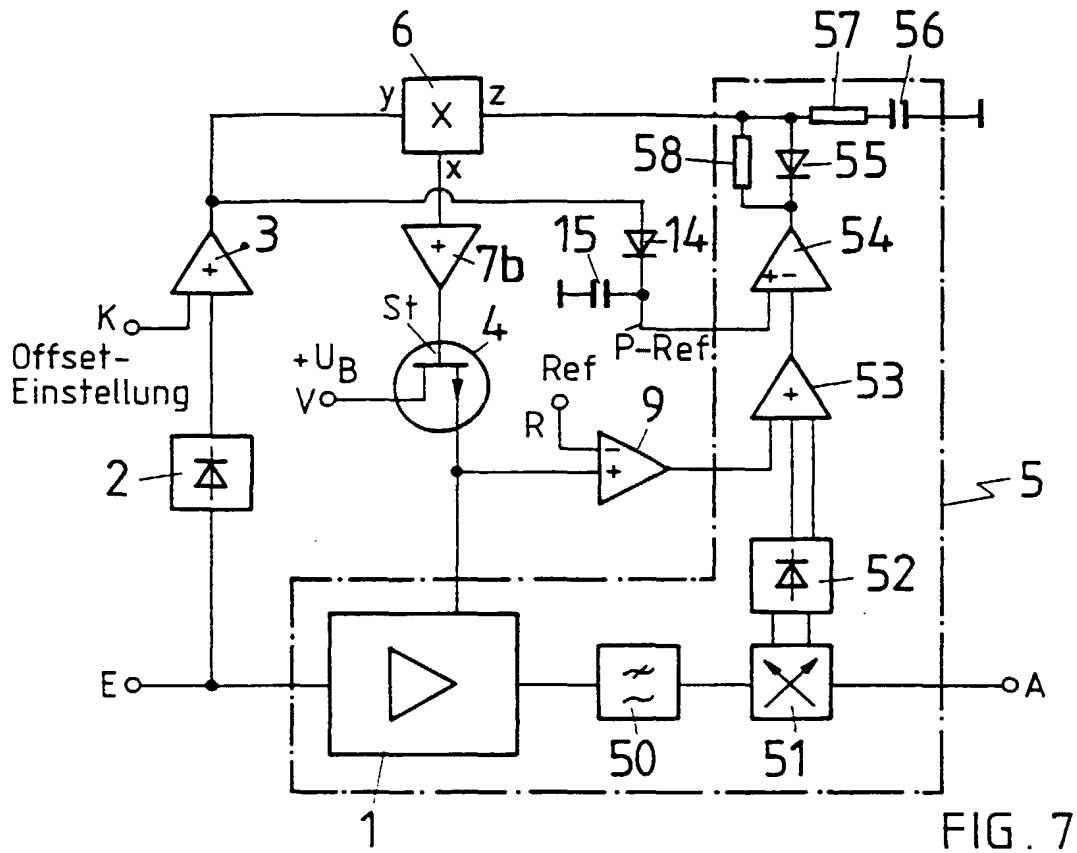 6
57 56
y z
X
x
58
55
3
+
+
7b
15
14
54
+ -
K
Offset-
Einstellung
St
4
P-Ref.
+UB
V
Ref
R
9
-
+
53
+
2
5
52
E
A
1
50
51
FIG. 7